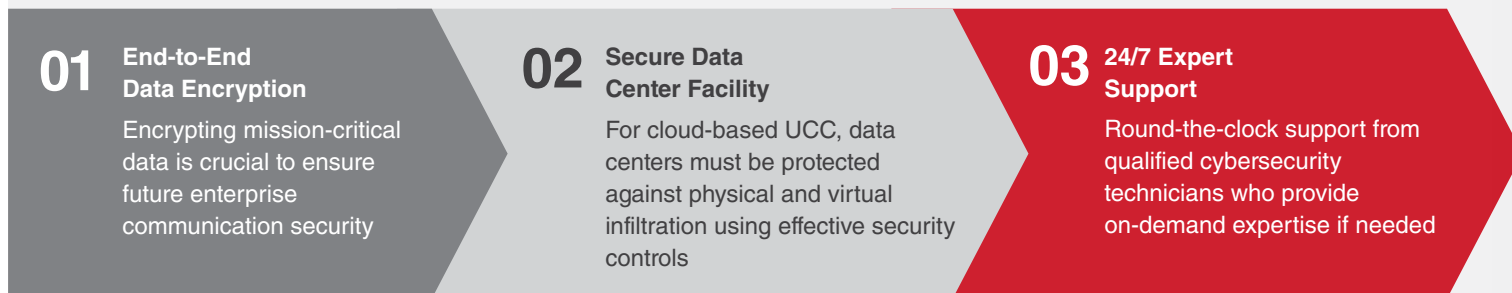 01
End-to-End
Data Encryption
Encrypting mission-critical
data is crucial to ensure
future enterprise
communication security
02
Secure Data
Center Facility
For cloud-based UCC, data
centers must be protected
against physical and virtual
infiltration using effective security
controls
03
24/7 Expert
Support
Round-the-clock support from
qualified cybersecurity
technicians who provide
on-demand expertise if needed